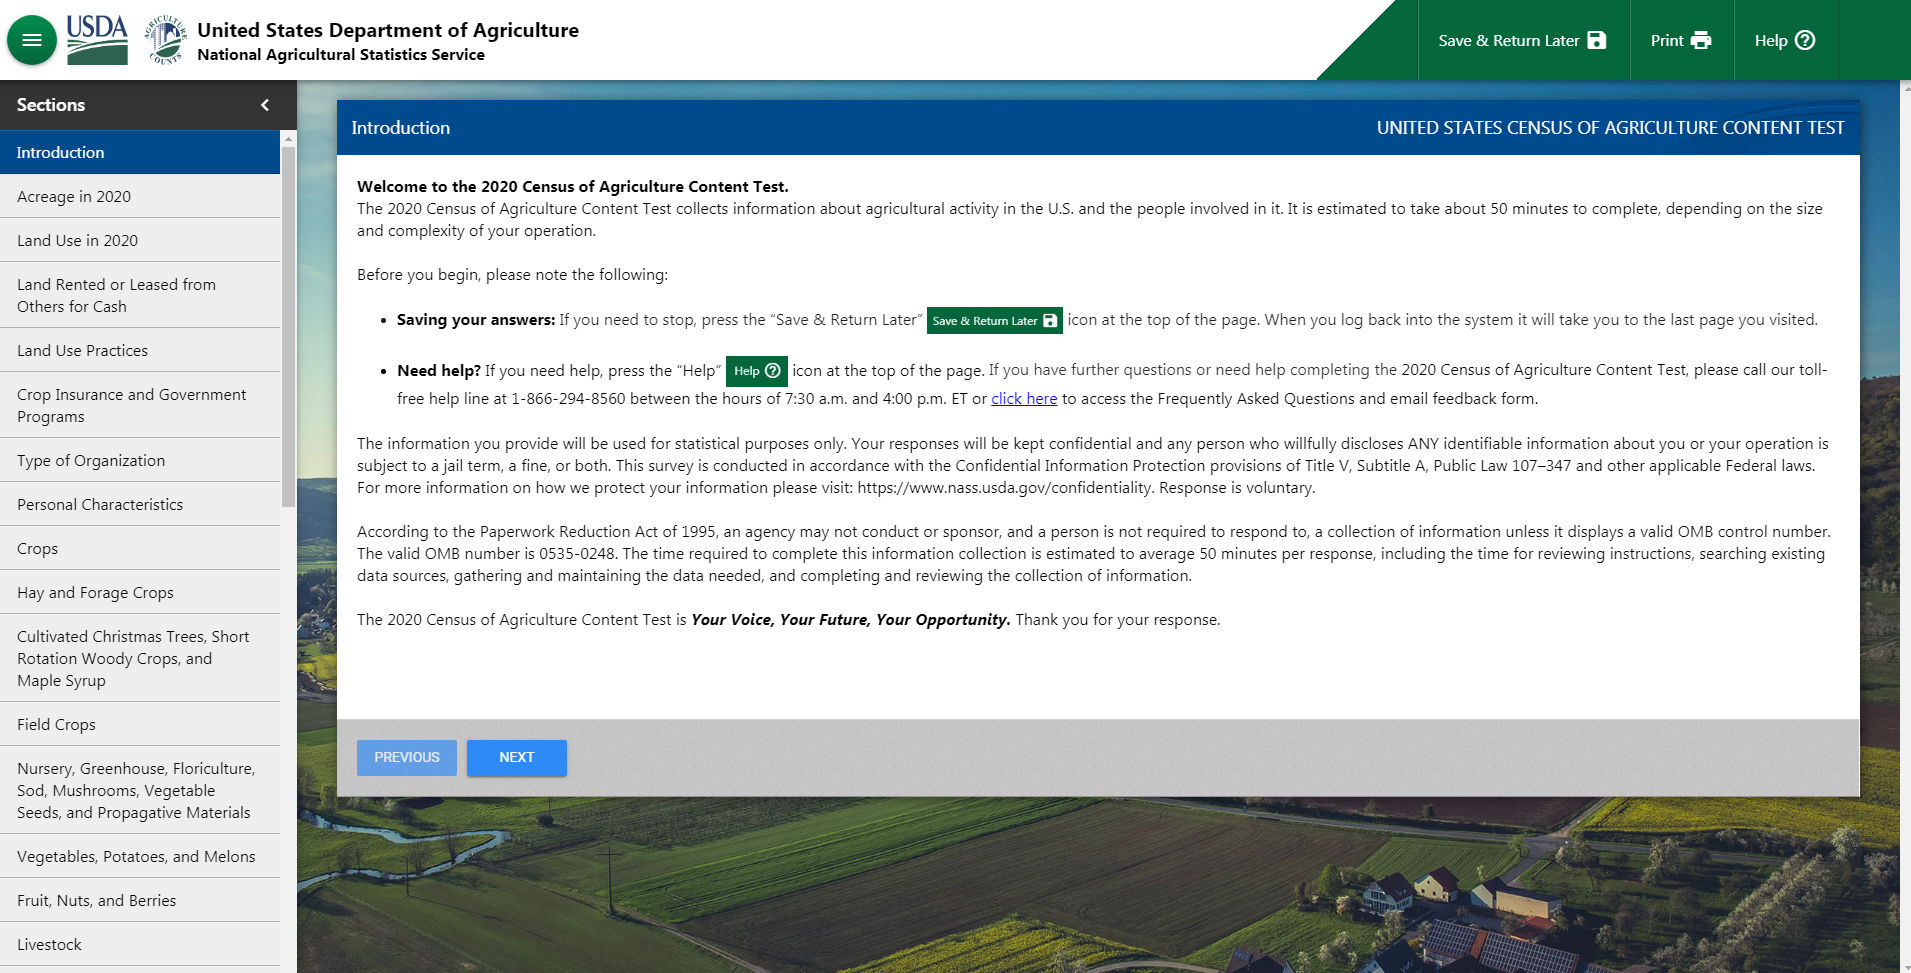 USDA
AGRICULTURE COUNTS
United States Department of Agriculture
National Agricultural Statistics Service
Save & Return Later
Print
Help
Sections
Introduction
Acreage in 2020
Land Use in 2020
Land Rented or Leased from
Others for Cash
Land Use Practices
Crop Insurance and Government
Programs
Type of Organization
Personal Characteristics
Crops
Hay and Forage Crops
Cultivated Christmas Trees, Short
Rotation Woody Crops, and
Maple Syrup
Field Crops
Nursery, Greenhouse, Floriculture,
Sod, Mushrooms, Vegetable
Seeds, and Propagative Materials
Vegetables, Potatoes, and Melons
Fruit, Nuts, and Berries
Livestock
Introduction
UNITED STATES CENSUS OF AGRICULTURE CONTENT TEST
Welcome to the 2020 Census of Agriculture Content Test.
The 2020 Census of Agriculture Content Test collects information about agricultural activity in the U.S. and the people involved in it. It is estimated to take about 50 minutes to complete, depending on the size
and complexity of your operation.
Before you begin, please note the following:
• Saving your answers: If you need to stop, press the “Save & Return Later” Save & Return Later icon at the top of the page. When you log back into the system it will take you to the last page you visited.
• Need help? If you need help, press the “Help” Help icon at the top of the page. If you have further questions or need help completing the 2020 Census of Agriculture Content Test, please call our toll-
free help line at 1-866-294-8560 between the hours of 7:30 a.m. and 4:00 p.m. ET or click here to access the Frequently Asked Questions and email feedback form.
The information you provide will be used for statistical purposes only. Your responses will be kept confidential and any person who willfully discloses ANY identifiable information about you or your operation is
subject to a jail term, a fine, or both. This survey is conducted in accordance with the Confidential Information Protection provisions of Title V, Subtitle A, Public Law 107–347 and other applicable Federal laws.
For more information on how we protect your information please visit: https://www.nass.usda.gov/confidentiality. Response is voluntary.
According to the Paperwork Reduction Act of 1995, an agency may not conduct or sponsor, and a person is not required to respond to, a collection of information unless it displays a valid OMB control number.
The valid OMB number is 0535-0248. The time required to complete this information collection is estimated to average 50 minutes per response, including the time for reviewing instructions, searching existing
data sources, gathering and maintaining the data needed, and completing and reviewing the collection of information.
The 2020 Census of Agriculture Content Test is Your Voice, Your Future, Your Opportunity. Thank you for your response.
PREVIOUS
NEXT